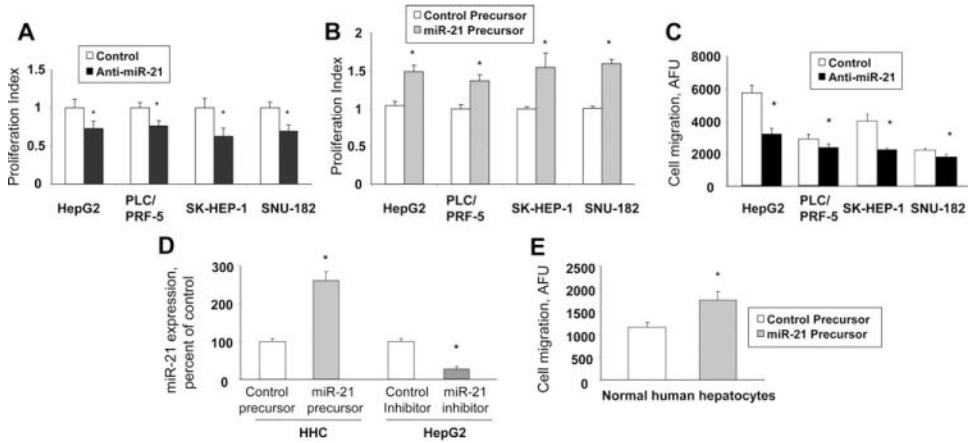 A
Control
Anti-miR-21
Proliferation Index
1.5
1
0.5
0
*
*
*
*
HepG2
PLC/
PRF-5
SK-HEP-1
SNU-182
B
Control Precursor
miR-21 Precursor
Proliferation Index
2
1.5
1
0.5
0
*
*
*
*
HepG2
PLC/
PRF-5
SK-HEP-1
SNU-182
C
Control
Anti-miR-21
Cell migration, AFU
8000
6000
4000
2000
0
*
*
*
*
HepG2
PLC/
PRF-5
SK-HEP-1
SNU-182
D
miR-21 expression,
percent of control
300
200
100
0
*
*
Control
precursor
miR-21
precursor
Control
Inhibitor
miR-21
inhibitor
HHC
HepG2
E
Cell migration, AFU
2500
2000
1500
1000
500
0
*
Control Precursor
miR-21 Precursor
Normal human hepatocytes